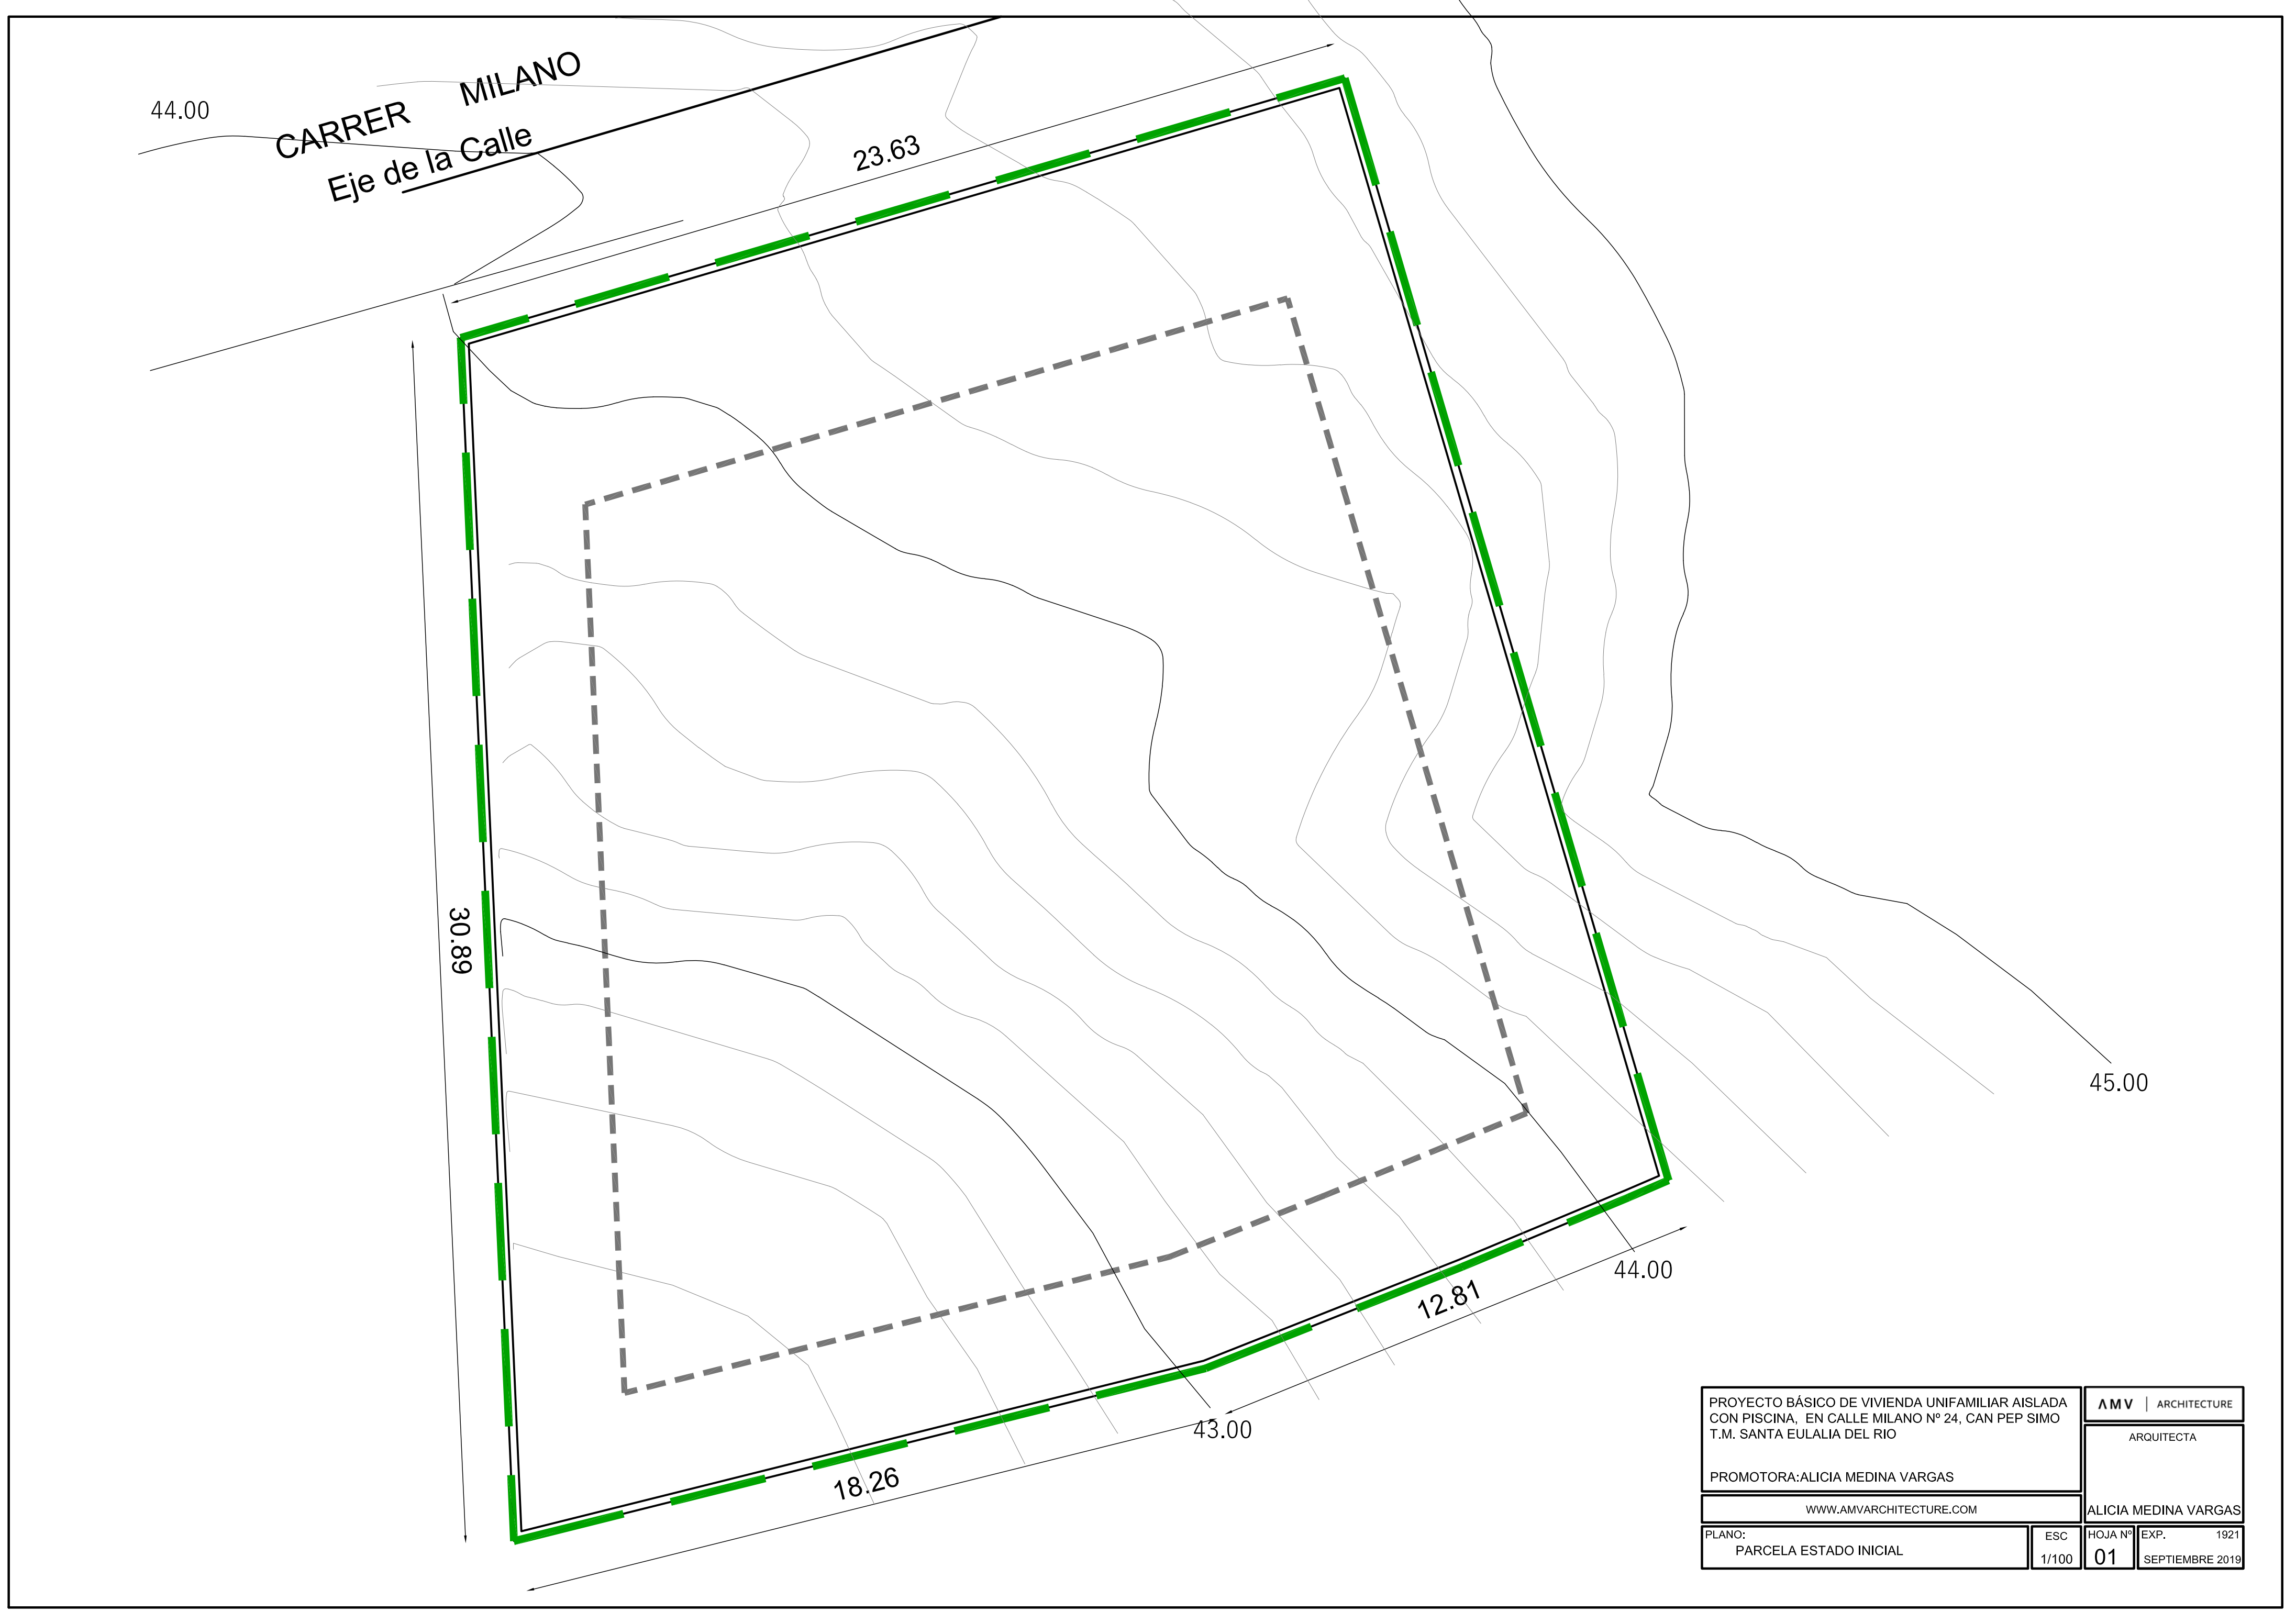 44.00
CARRER MILANO
Eje de la Calle
23.63
30.89
45.00
44.00
12.81
43.00
18.26
PROYECTO BÁSICO DE VIVIENDA UNIFAMILIAR AISLADA
CON PISCINA, EN CALLE MILANO Nº 24, CAN PEP SIMO
T.M. SANTA EULALIA DEL RIO
PROMOTORA:ALICIA MEDINA VARGAS
WWW.AMVARCHITECTURE.COM
PLANO:
PARCELA ESTADO INICIAL
ESC
1/100
ΛMV | ARCHITECTURE
ARQUITECTA
ALICIA MEDINA VARGAS
HOJA Nº
01
EXP. 1921
SEPTIEMBRE 2019